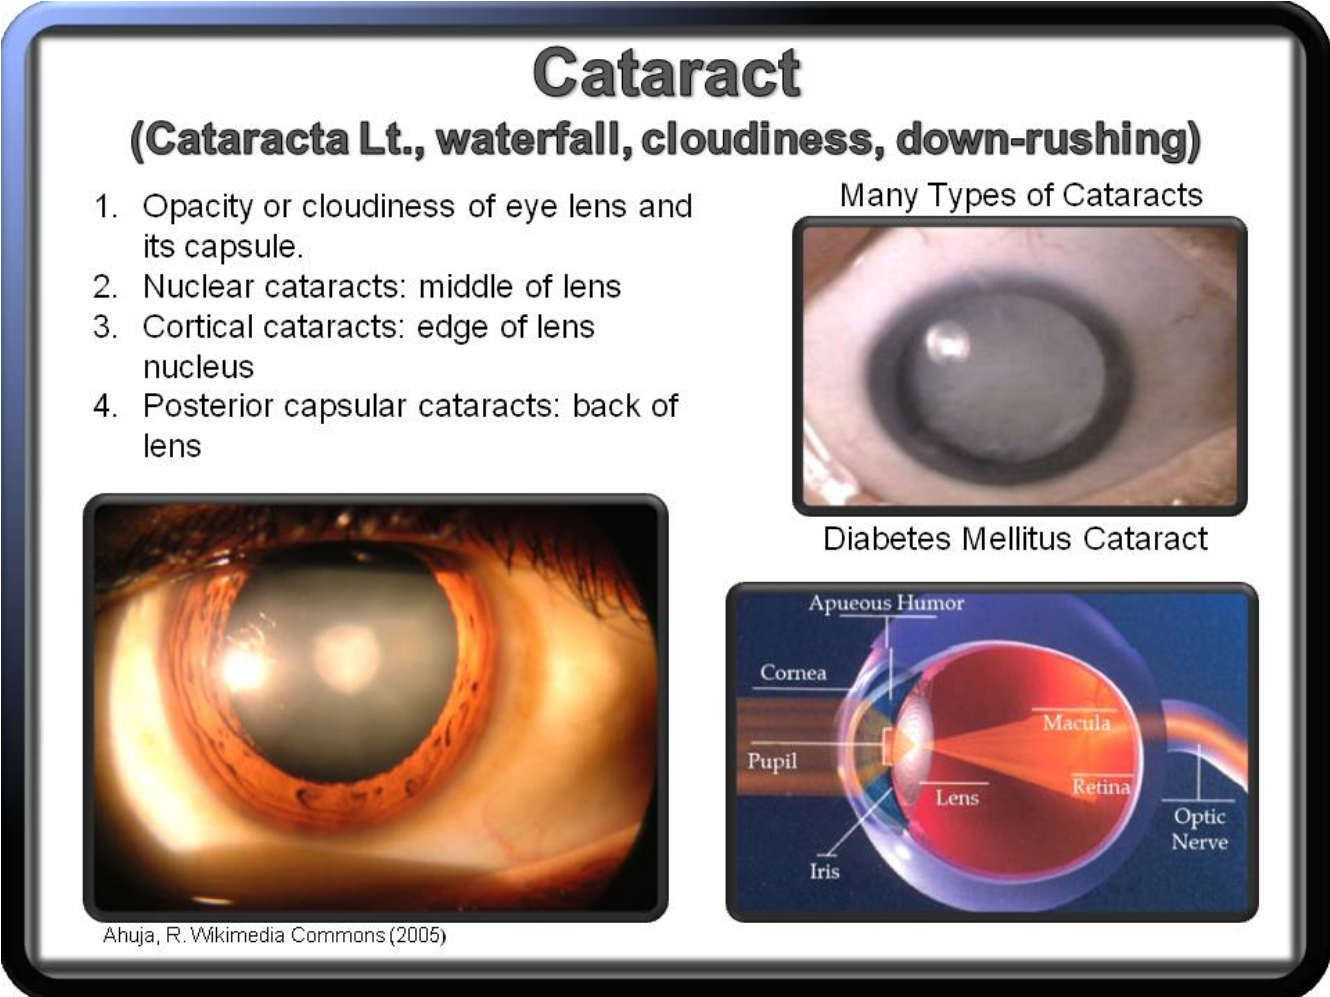 Cataract
(Cataracta Lt., waterfall, cloudiness, down-rushing)
1. Opacity or cloudiness of eye lens and
its capsule.
2. Nuclear cataracts: middle of lens
3. Cortical cataracts: edge of lens
nucleus
4. Posterior capsular cataracts: back of
lens
Many Types of Cataracts
Diabetes Mellitus Cataract
Apueous Humor
Cornea
Macula
Pupil
Retina
Lens
Optic
Nerve
Iris
Ahuja, R. Wikimedia Commons (2005)